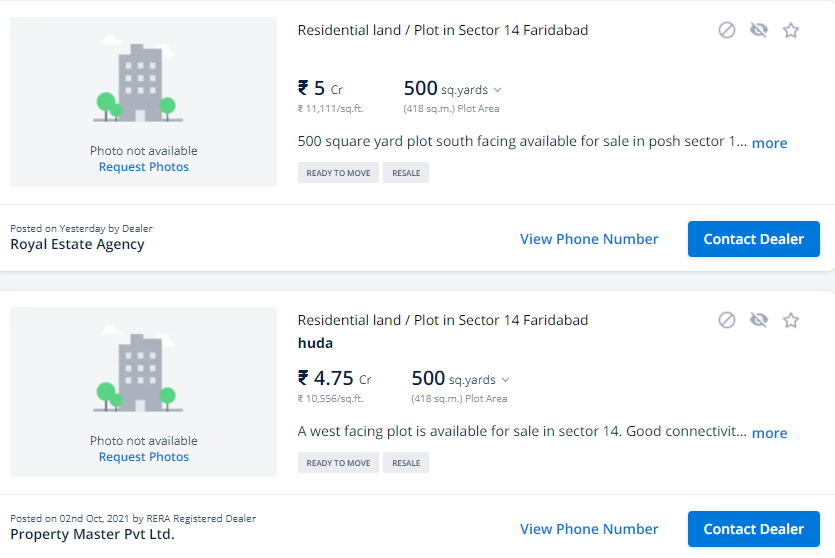 Residential land / Plot in Sector 14 Faridabad
₹ 5 Cr 500 sq.yards
₹ 11,111/sq.ft. (418 sq.m.) Plot Area
500 square yard plot south facing available for sale in posh sector 1... more
READY TO MOVE RESALE
Photo not available
Request Photos
Posted on Yesterday by Dealer
Royal Estate Agency
View Phone Number Contact Dealer
Residential land / Plot in Sector 14 Faridabad
huda
₹ 4.75 Cr 500 sq.yards
₹ 10,556/sq.ft. (418 sq.m.) Plot Area
A west facing plot is available for sale in sector 14. Good connectivit... more
READY TO MOVE RESALE
Photo not available
Request Photos
Posted on 02nd Oct, 2021 by RERA Registered Dealer
Property Master Pvt Ltd.
View Phone Number Contact Dealer